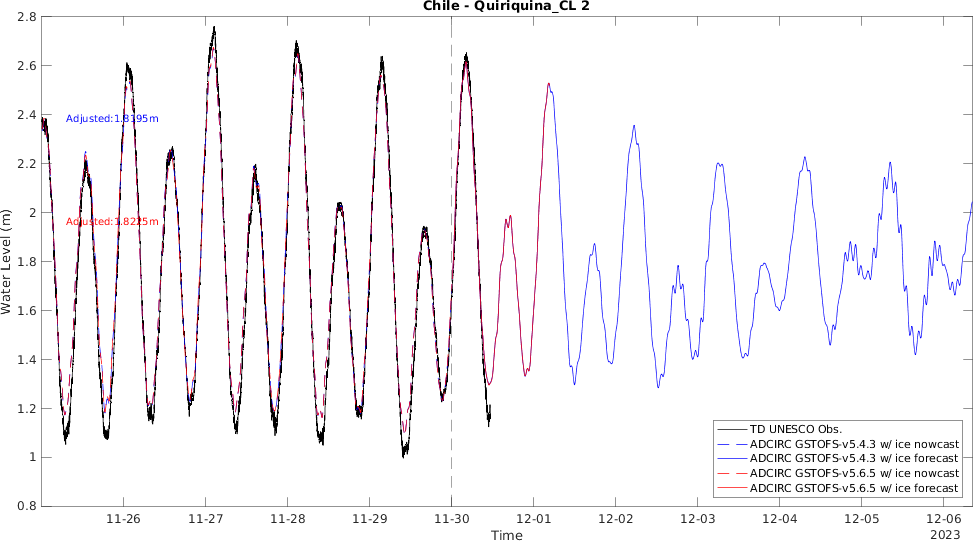 Chile - Quiriquina_CL 2
2.8
2.6
2.4
2.2
2
1.8
1.6
1.4
1.2
1
0.8
Water Level (m)
Adjusted:1.8195m
Adjusted:1.8225m
TD UNESCO Obs.
ADCIRC GSTOFS-v5.4.3 w/ ice nowcast
ADCIRC GSTOFS-v5.4.3 w/ ice forecast
ADCIRC GSTOFS-v5.6.5 w/ ice nowcast
ADCIRC GSTOFS-v5.6.5 w/ ice forecast
11-26 11-27 11-28 11-29 11-30 12-01 12-02 12-03 12-04 12-05 12-06
2023
Time